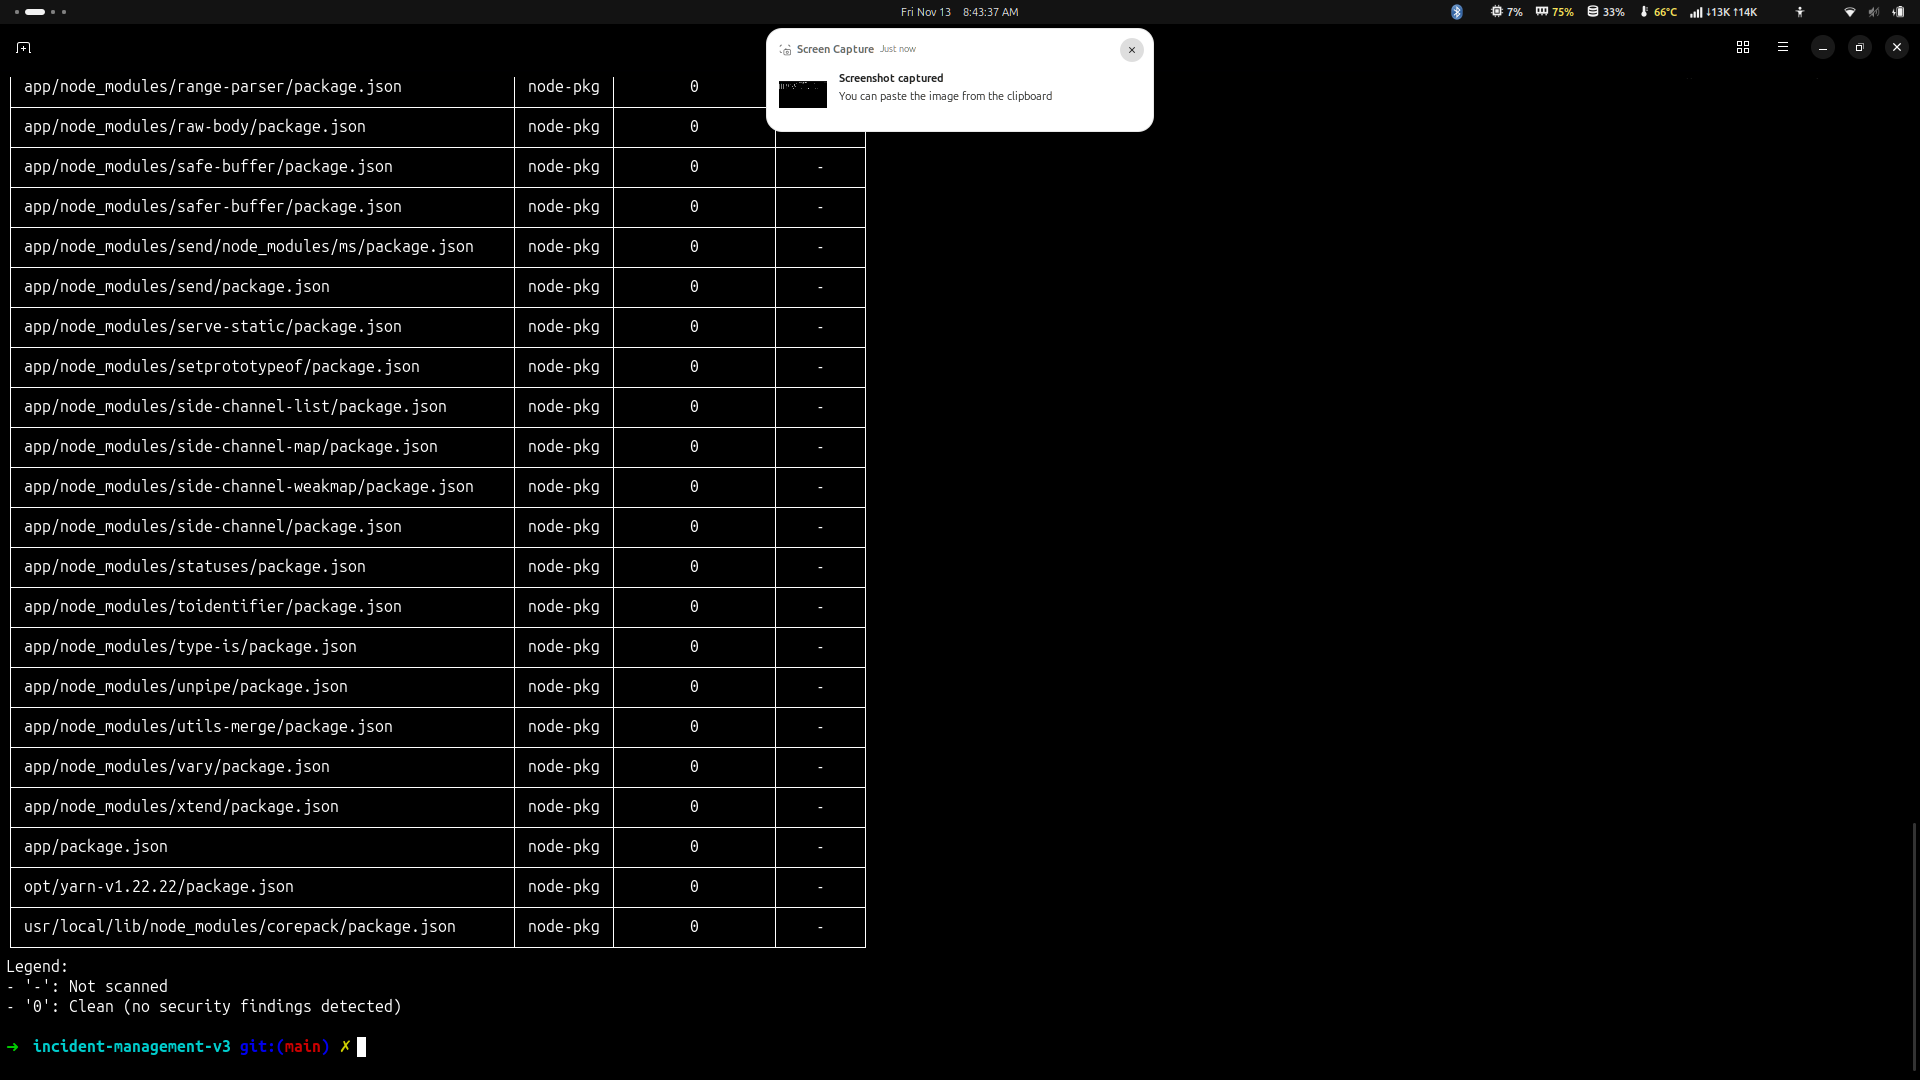 Fri Nov 13 8:43:37 AM
7% 75% 33% 66°C ↓13K ↑14K
Screen Capture Just now
Screenshot captured
You can paste the image from the clipboard
app/node_modules/range-parser/package.json node-pkg 0
app/node_modules/raw-body/package.json node-pkg 0
app/node_modules/safe-buffer/package.json node-pkg 0 -
app/node_modules/safer-buffer/package.json node-pkg 0 -
app/node_modules/send/node_modules/ms/package.json node-pkg 0 -
app/node_modules/send/package.json node-pkg 0 -
app/node_modules/serve-static/package.json node-pkg 0 -
app/node_modules/setprototypeof/package.json node-pkg 0 -
app/node_modules/side-channel-list/package.json node-pkg 0 -
app/node_modules/side-channel-map/package.json node-pkg 0 -
app/node_modules/side-channel-weakmap/package.json node-pkg 0 -
app/node_modules/side-channel/package.json node-pkg 0 -
app/node_modules/statuses/package.json node-pkg 0 -
app/node_modules/toidentifier/package.json node-pkg 0 -
app/node_modules/type-is/package.json node-pkg 0 -
app/node_modules/unpipe/package.json node-pkg 0 -
app/node_modules/utils-merge/package.json node-pkg 0 -
app/node_modules/vary/package.json node-pkg 0 -
app/node_modules/xtend/package.json node-pkg 0 -
app/package.json node-pkg 0 -
opt/yarn-v1.22.22/package.json node-pkg 0 -
usr/local/lib/node_modules/corepack/package.json node-pkg 0 -
Legend:
- '-': Not scanned
- '0': Clean (no security findings detected)
➜ incident-management-v3 git:(main) ✗